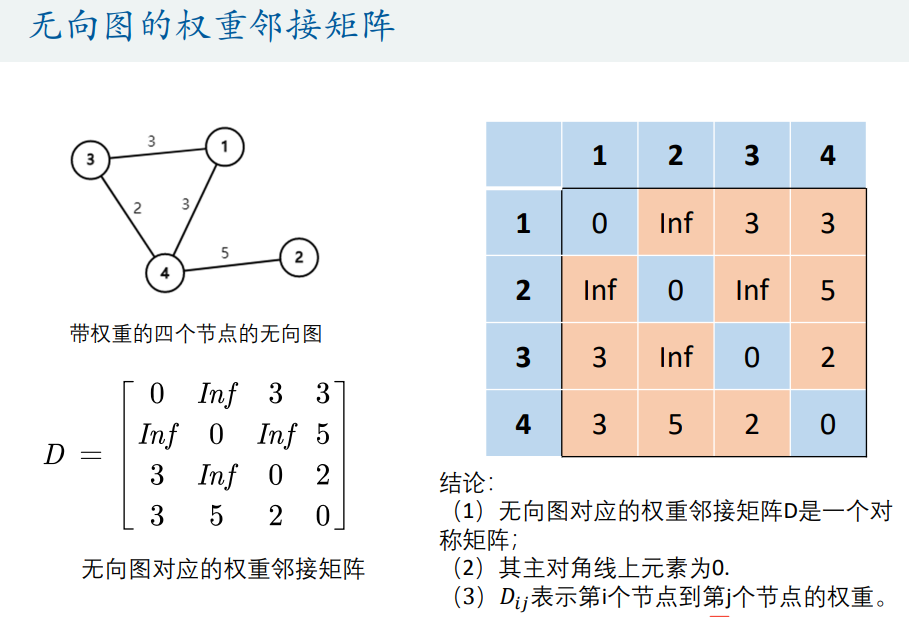 无向图的权重邻接矩阵
3
3
1
2
3
4
5
2
带权重的四个节点的无向图
D =
0 Inf 3 3
Inf 0 Inf 5
3 Inf 0 2
3 5 2 0
无向图对应的权重邻接矩阵
1 2 3 4
1 0 Inf 3 3
2 Inf 0 Inf 5
3 3 Inf 0 2
4 3 5 2 0
结论：
（1）无向图对应的权重邻接矩阵D是一个对
称矩阵；
（2）其主对角线上元素为0.
（3）Dij表示第i个节点到第j个节点的权重。